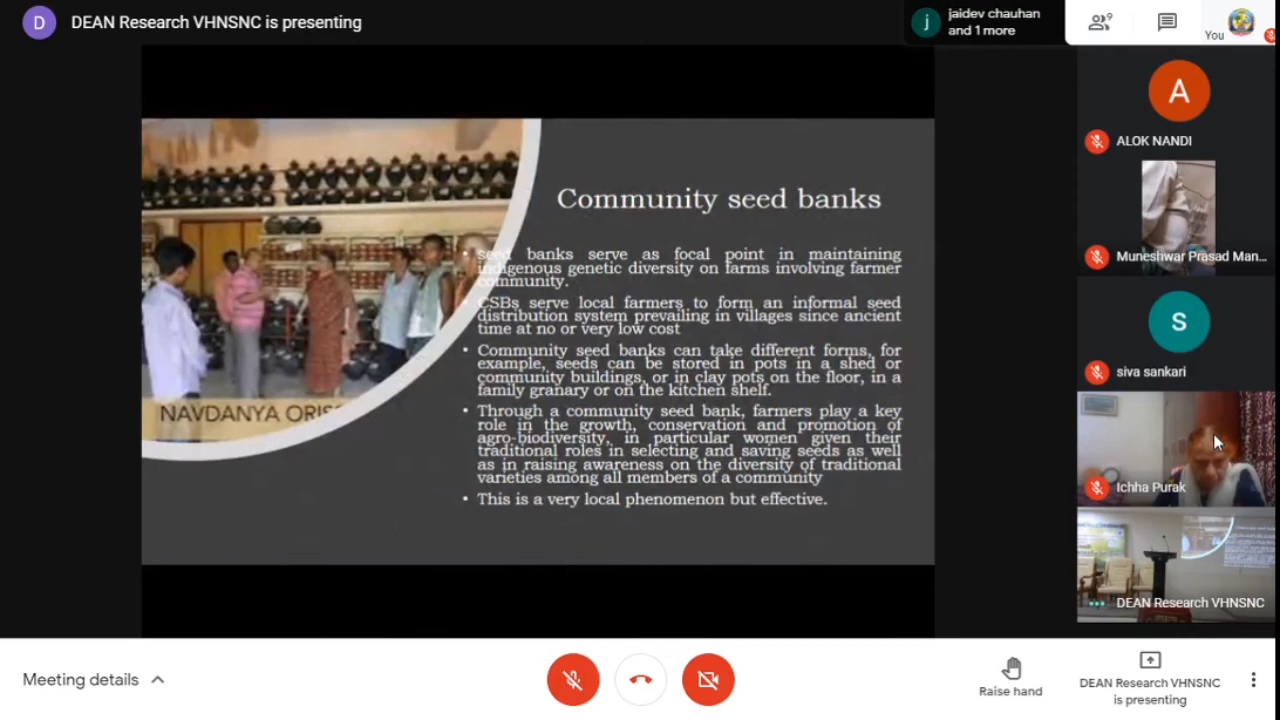 D
DEAN Research VHNSNC is presenting
j
jaidev chauhan
and 1 more
9
You
A
ALOK NANDI
Muneshwar Prasad Man...
S
siva sankari
Ichha Purak
DEAN Research VHNSNC
NAVDANYA ORIS
Community seed banks
• seed banks serve as focal point in maintaining
indigenous genetic diversity on farms involving farmer
community.
• CSBs serve local farmers to form an informal seed
distribution system prevailing in villages since ancient
time at no or very low cost
• Community seed banks can take different forms, for
example, seeds can be stored in pots in a shed or
community buildings, or in clay pots on the floor, in a
family granary or on the kitchen shelf.
• Through a community seed bank, farmers play a key
role in the growth, conservation and promotion of
agro-biodiversity, in particular women given their
traditional roles in selecting and saving seeds as well
as in raising awareness on the diversity of traditional
varieties among all members of a community
• This is a very local phenomenon but effective.
Meeting details
Raise hand
DEAN Research VHNSNC
is presenting